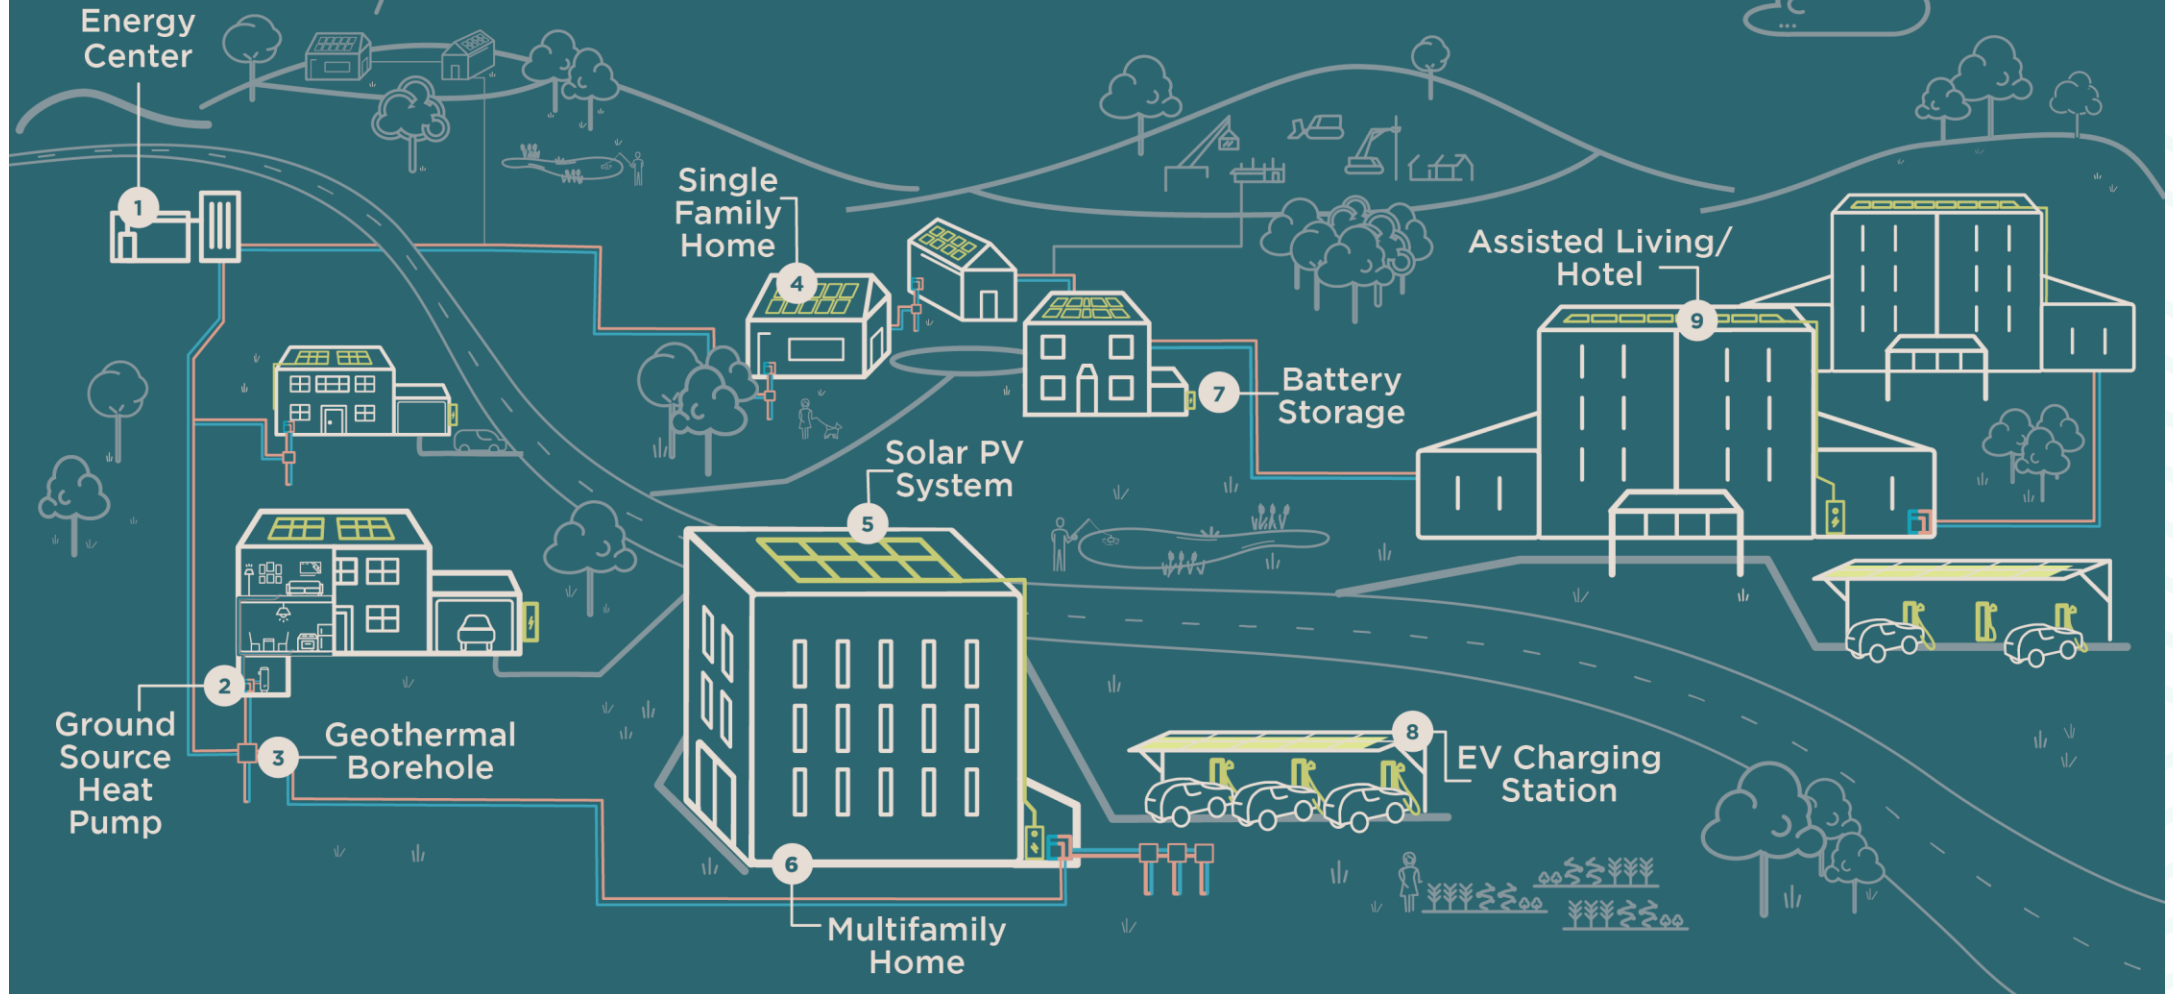 Energy
Center
1
Single
Family
Home
4
Assisted Living/
Hotel
9
7
Battery
Storage
Solar PV
System
5
2
Ground
Source
Heat
Pump
3
Geothermal
Borehole
8
EV Charging
Station
6
Multifamily
Home